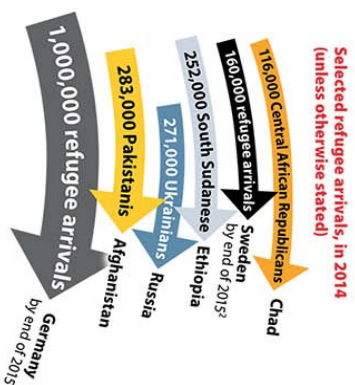 Selected refugee arrivals, in 2014
(unless otherwise stated)
116,000 Central African Republicans
Chad
160,000 refugee arrivals
Sweden
by end of 2015²
252,000 South Sudanese
Ethiopia
271,000 Ukrainians
Russia
283,000 Pakistanis
Afghanistan
1,000,000 refugee arrivals
Germany
by end of 2015